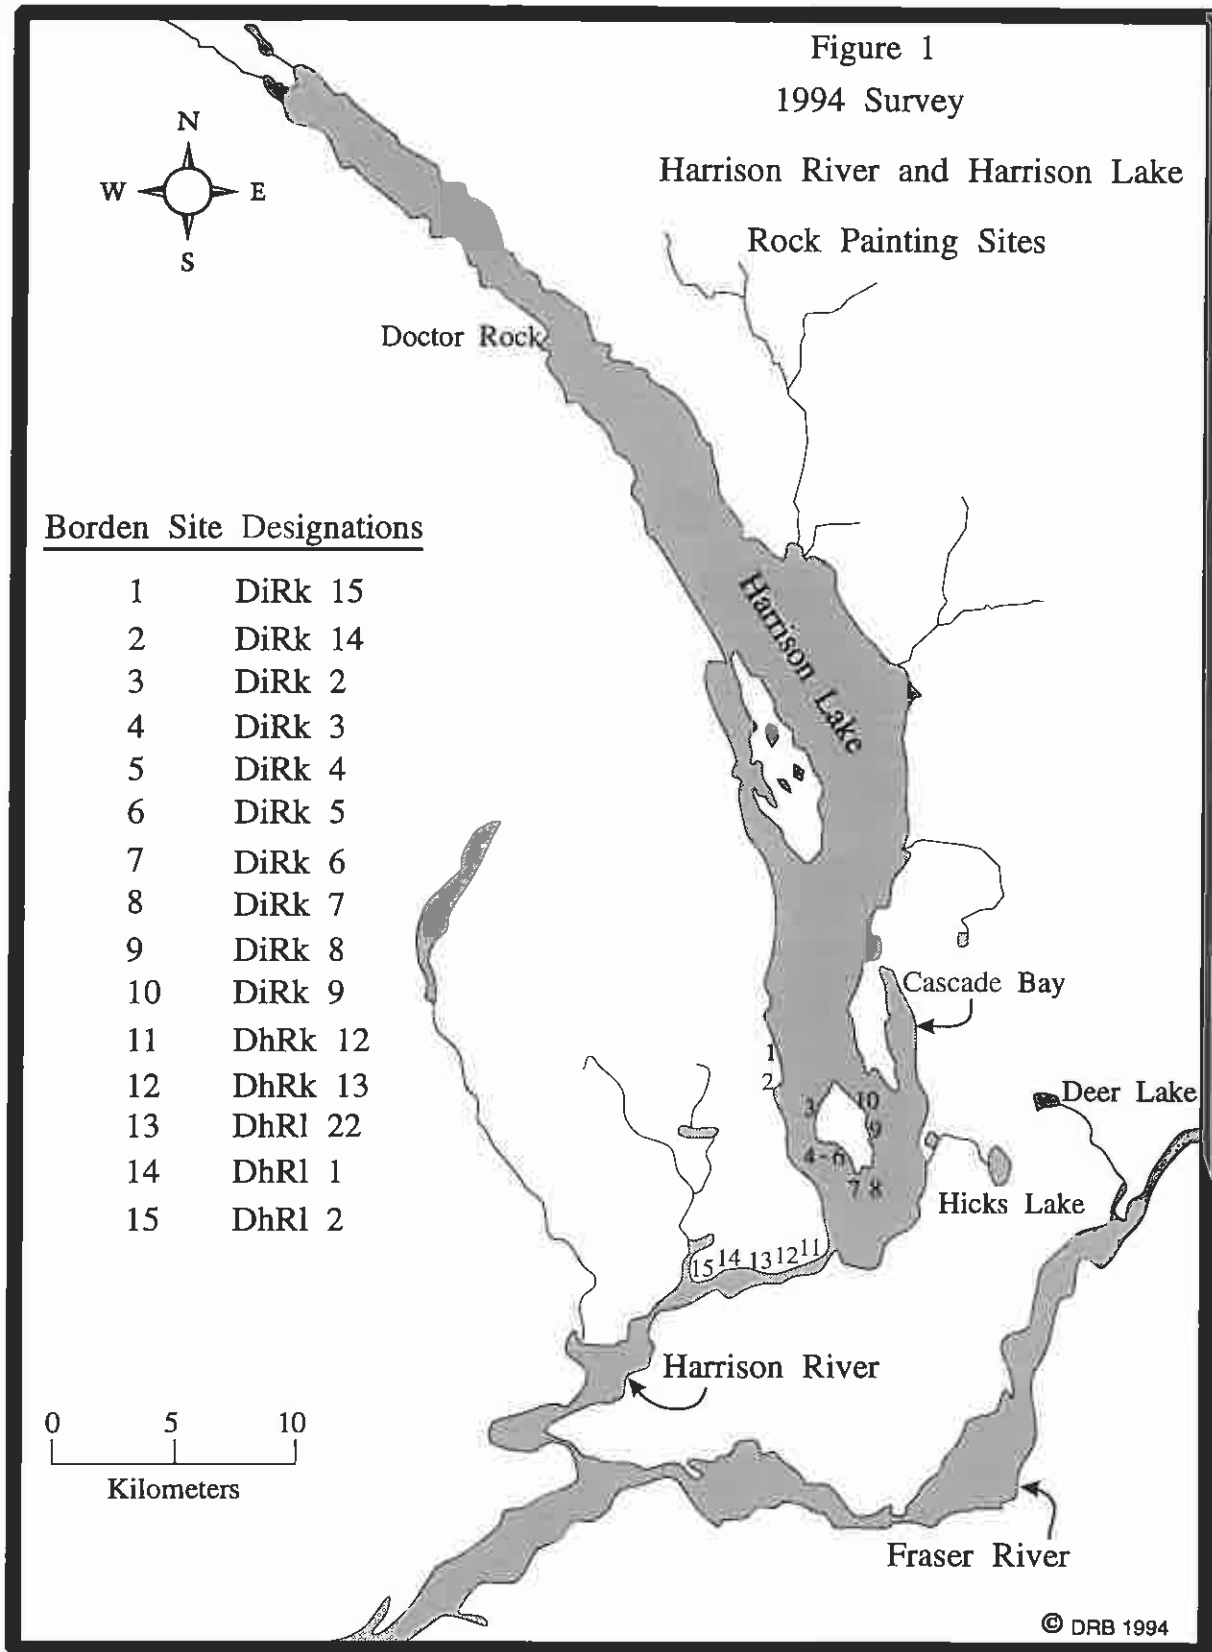 Figure 1
1994 Survey
Harrison River and Harrison Lake
Rock Painting Sites
N
W E
S
Doctor Rock
Borden Site Designations
1 DiRk 15
2 DiRk 14
3 DiRk 2
4 DiRk 3
5 DiRk 4
6 DiRk 5
7 DiRk 6
8 DiRk 7
9 DiRk 8
10 DiRk 9
11 DhRk 12
12 DhRk 13
13 DhRl 22
14 DhRl 1
15 DhRl 2
Harrison Lake
Cascade Bay
1
2
3
10
9
4-6
7 8
Deer Lake
Hicks Lake
15 14 13 12 11
Harrison River
0 5 10
Kilometers
Fraser River
© DRB 1994